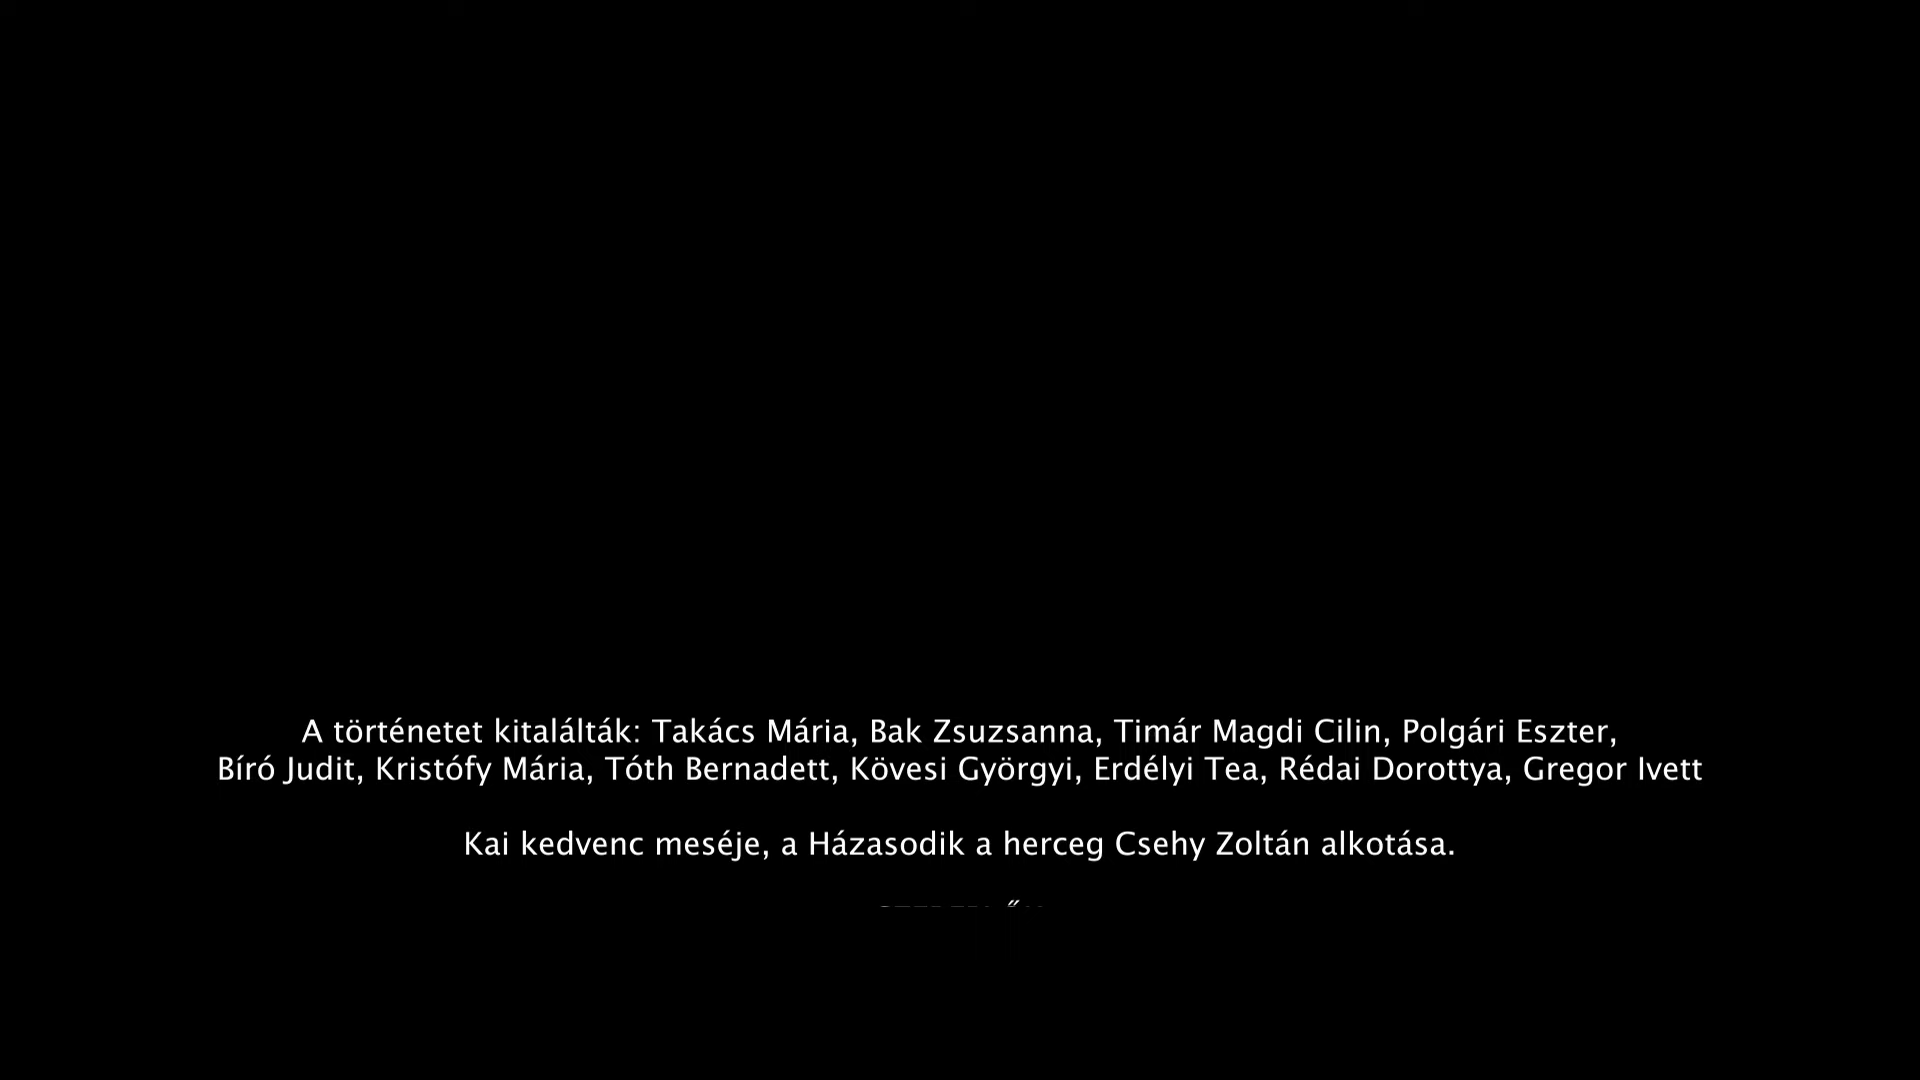 A történetet kitalálták: Takács Mária, Bak Zsuzsanna, Timár Magdi Cilin, Polgári Eszter,
Bíró Judit, Kristófy Mária, Tóth Bernadett, Kövesi Györgyi, Erdélyi Tea, Rédai Dorottya, Gregor Ivett
Kai kedvenc meséje, a Házasodik a herceg Csehy Zoltán alkotása.